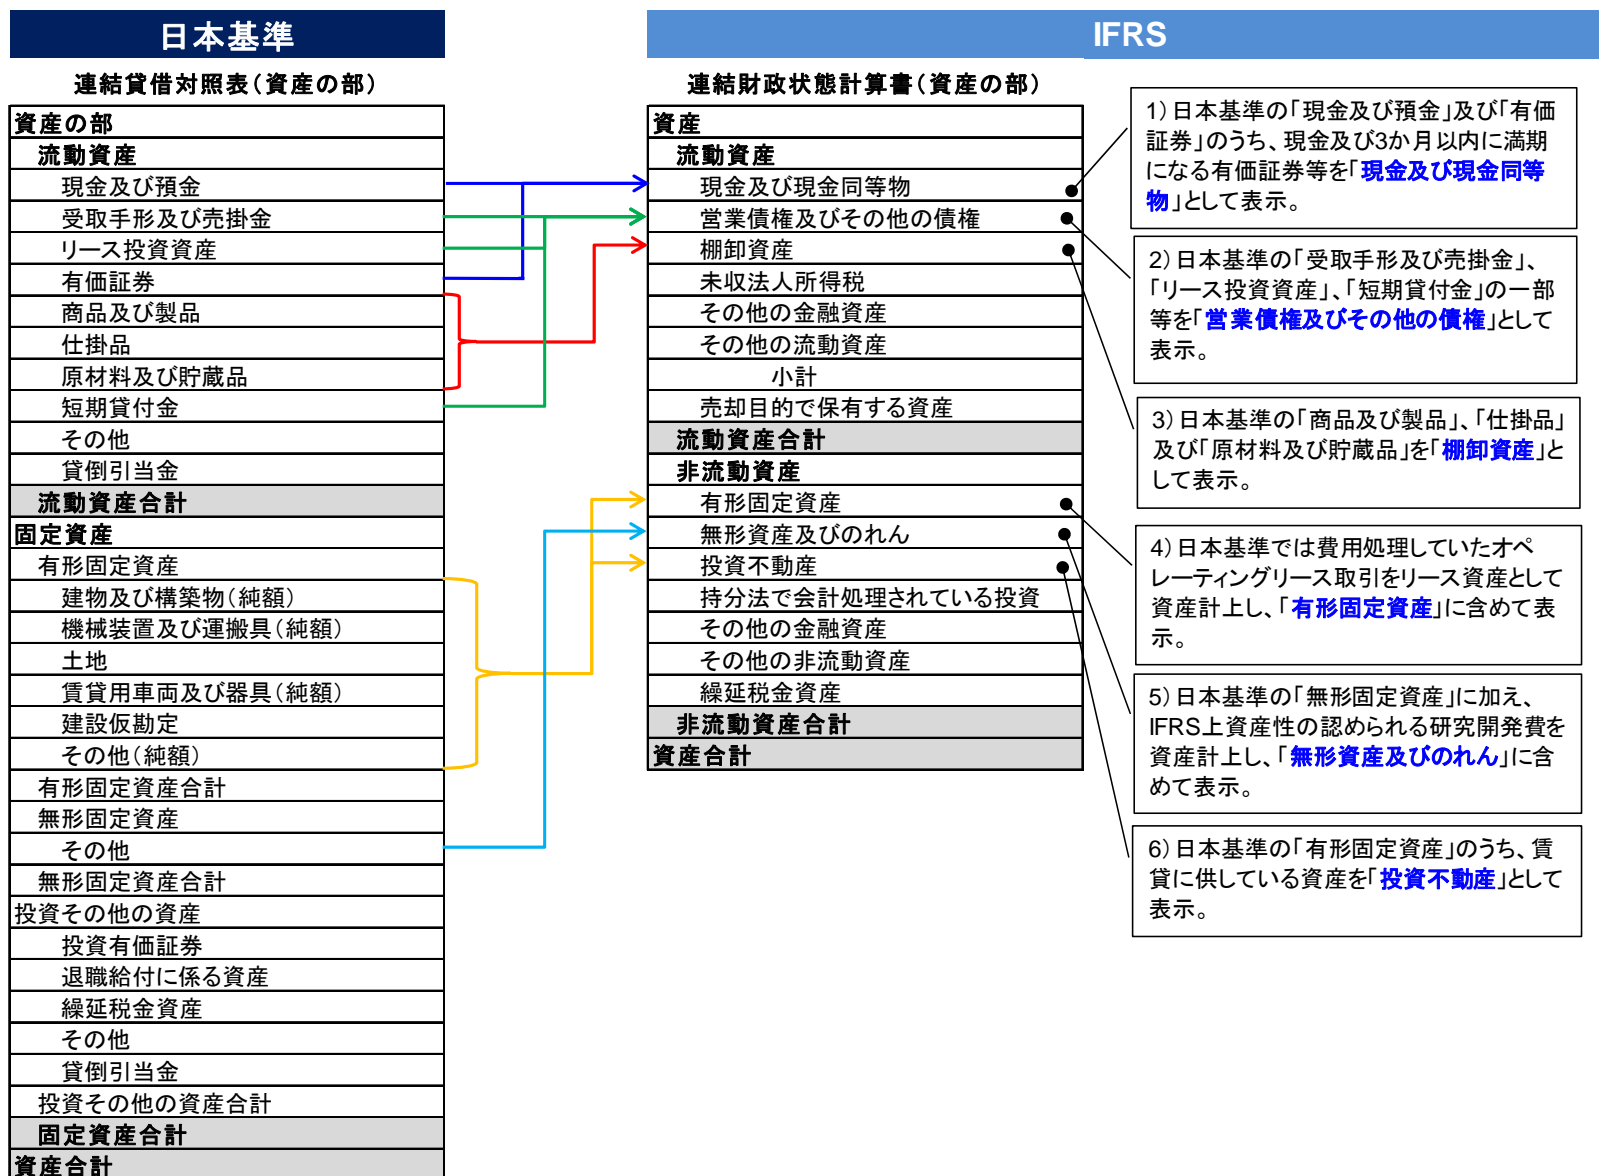 日本基準
連結貸借対照表(資産の部)
資産の部
流動資産
現金及び預金
受取手形及び売掛金
リース投資資産
有価証券
商品及び製品
仕掛品
原材料及び貯蔵品
短期貸付金
その他
貸倒引当金
流動資産合計
固定資産
有形固定資産
建物及び構築物(純額)
機械装置及び運搬具(純額)
土地
賃貸用車両及び器具(純額)
建設仮勘定
その他(純額)
有形固定資産合計
無形固定資産
その他
無形固定資産合計
投資その他の資産
投資有価証券
退職給付に係る資産
繰延税金資産
その他
貸倒引当金
投資その他の資産合計
固定資産合計
資産合計
IFRS
連結財政状態計算書(資産の部)
資産
流動資産
現金及び現金同等物
営業債権及びその他の債権
棚卸資産
未収法人所得税
その他の金融資産
その他の流動資産
小計
売却目的で保有する資産
流動資産合計
非流動資産
有形固定資産
無形資産及びのれん
投資不動産
持分法で会計処理されている投資
その他の金融資産
その他の非流動資産
繰延税金資産
非流動資産合計
資産合計
1)日本基準の「現金及び預金」及び「有価
証券」のうち、現金及び3か月以内に満期
になる有価証券等を「現金及び現金同等
物」として表示。
2)日本基準の「受取手形及び売掛金」、
「リース投資資産」、「短期貸付金」の一部
等を「営業債権及びその他の債権」として
表示。
3)日本基準の「商品及び製品」、「仕掛品」
及び「原材料及び貯蔵品」を「棚卸資産」と
して表示。
4)日本基準では費用処理していたオペ
レーティングリース取引をリース資産として
資産計上し、「有形固定資産」に含めて表
示。
5)日本基準の「無形固定資産」に加え、
IFRS上資産性の認められる研究開発費を
資産計上し、「無形資産及びのれん」に含
めて表示。
6)日本基準の「有形固定資産」のうち、賃
貸に供している資産を「投資不動産」として
表示。